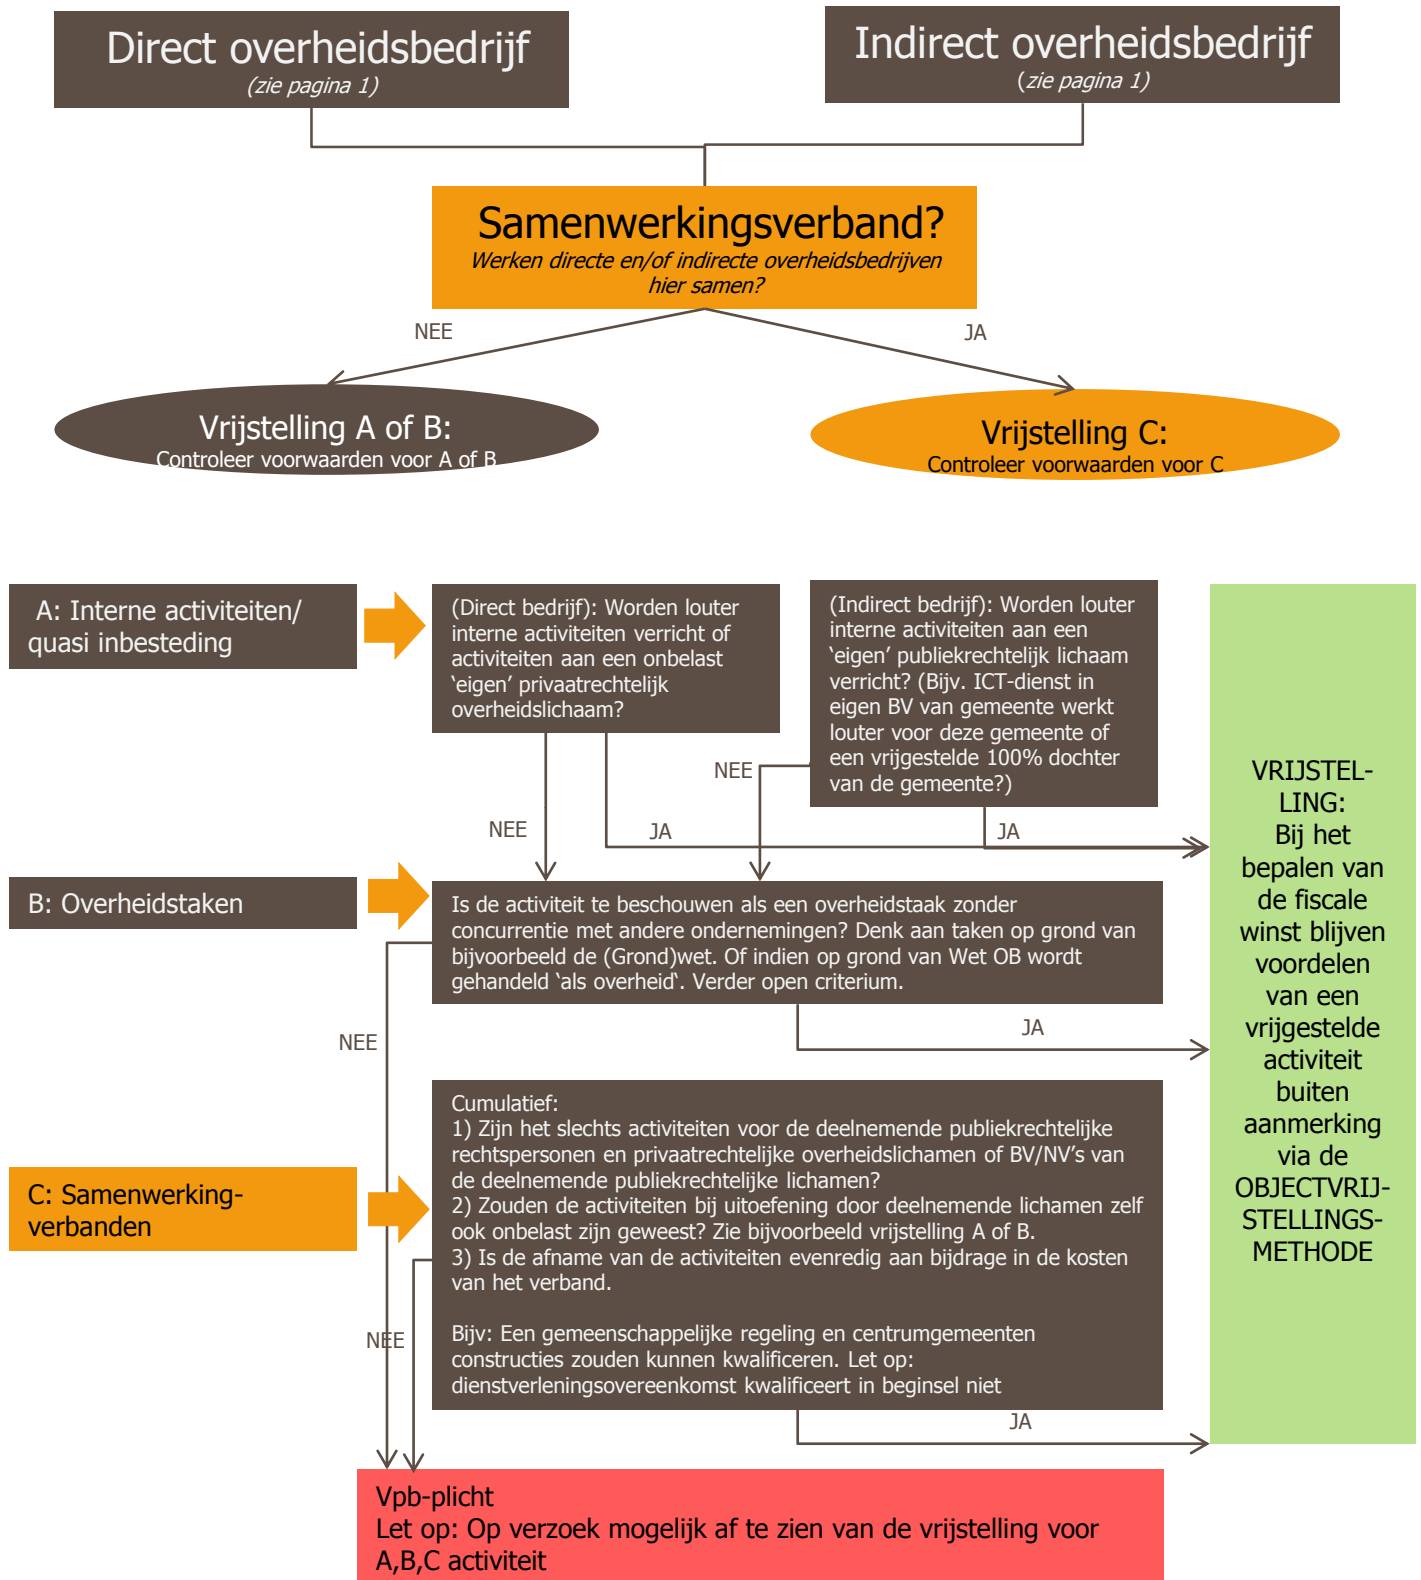 Direct overheidsbedrijf
(zie pagina 1)
Indirect overheidsbedrijf
(zie pagina 1)
Samenwerkingsverband?
Werken directe en/of indirecte overheidsbedrijven
hier samen?
NEE
JA
Vrijstelling A of B:
Controleer voorwaarden voor A of B
Vrijstelling C:
Controleer voorwaarden voor C
A: Interne activiteiten/
quasi inbesteding
(Direct bedrijf): Worden louter
interne activiteiten verricht of
activiteiten aan een onbelast
‘eigen’ privaatrechtelijk
overheidslichaam?
(Indirect bedrijf): Worden louter
interne activiteiten aan een
‘eigen’ publiekrechtelijk lichaam
verricht? (Bijv. ICT-dienst in
eigen BV van gemeente werkt
louter voor deze gemeente of
een vrijgestelde 100% dochter
van de gemeente?)
NEE
NEE
JA
JA
B: Overheidstaken
Is de activiteit te beschouwen als een overheidstaak zonder
concurrentie met andere ondernemingen? Denk aan taken op grond van
bijvoorbeeld de (Grond)wet. Of indien op grond van Wet OB wordt
gehandeld ‘als overheid‘. Verder open criterium.
NEE
JA
C: Samenwerking-
verbanden
Cumulatief:
1) Zijn het slechts activiteiten voor de deelnemende publiekrechtelijke
rechtspersonen en privaatrechtelijke overheidslichamen of BV/NV’s van
de deelnemende publiekrechtelijke lichamen?
2) Zouden de activiteiten bij uitoefening door deelnemende lichamen zelf
ook onbelast zijn geweest? Zie bijvoorbeeld vrijstelling A of B.
3) Is de afname van de activiteiten evenredig aan bijdrage in de kosten
van het verband.
Bijv: Een gemeenschappelijke regeling en centrumgemeenten
constructies zouden kunnen kwalificeren. Let op:
dienstverleningsovereenkomst kwalificeert in beginsel niet
NEE
JA
VRIJSTEL-
LING:
Bij het
bepalen van
de fiscale
winst blijven
voordelen
van een
vrijgestelde
activiteit
buiten
aanmerking
via de
OBJECTVRIJ-
STELLINGS-
METHODE
Vpb-plicht
Let op: Op verzoek mogelijk af te zien van de vrijstelling voor
A,B,C activiteit